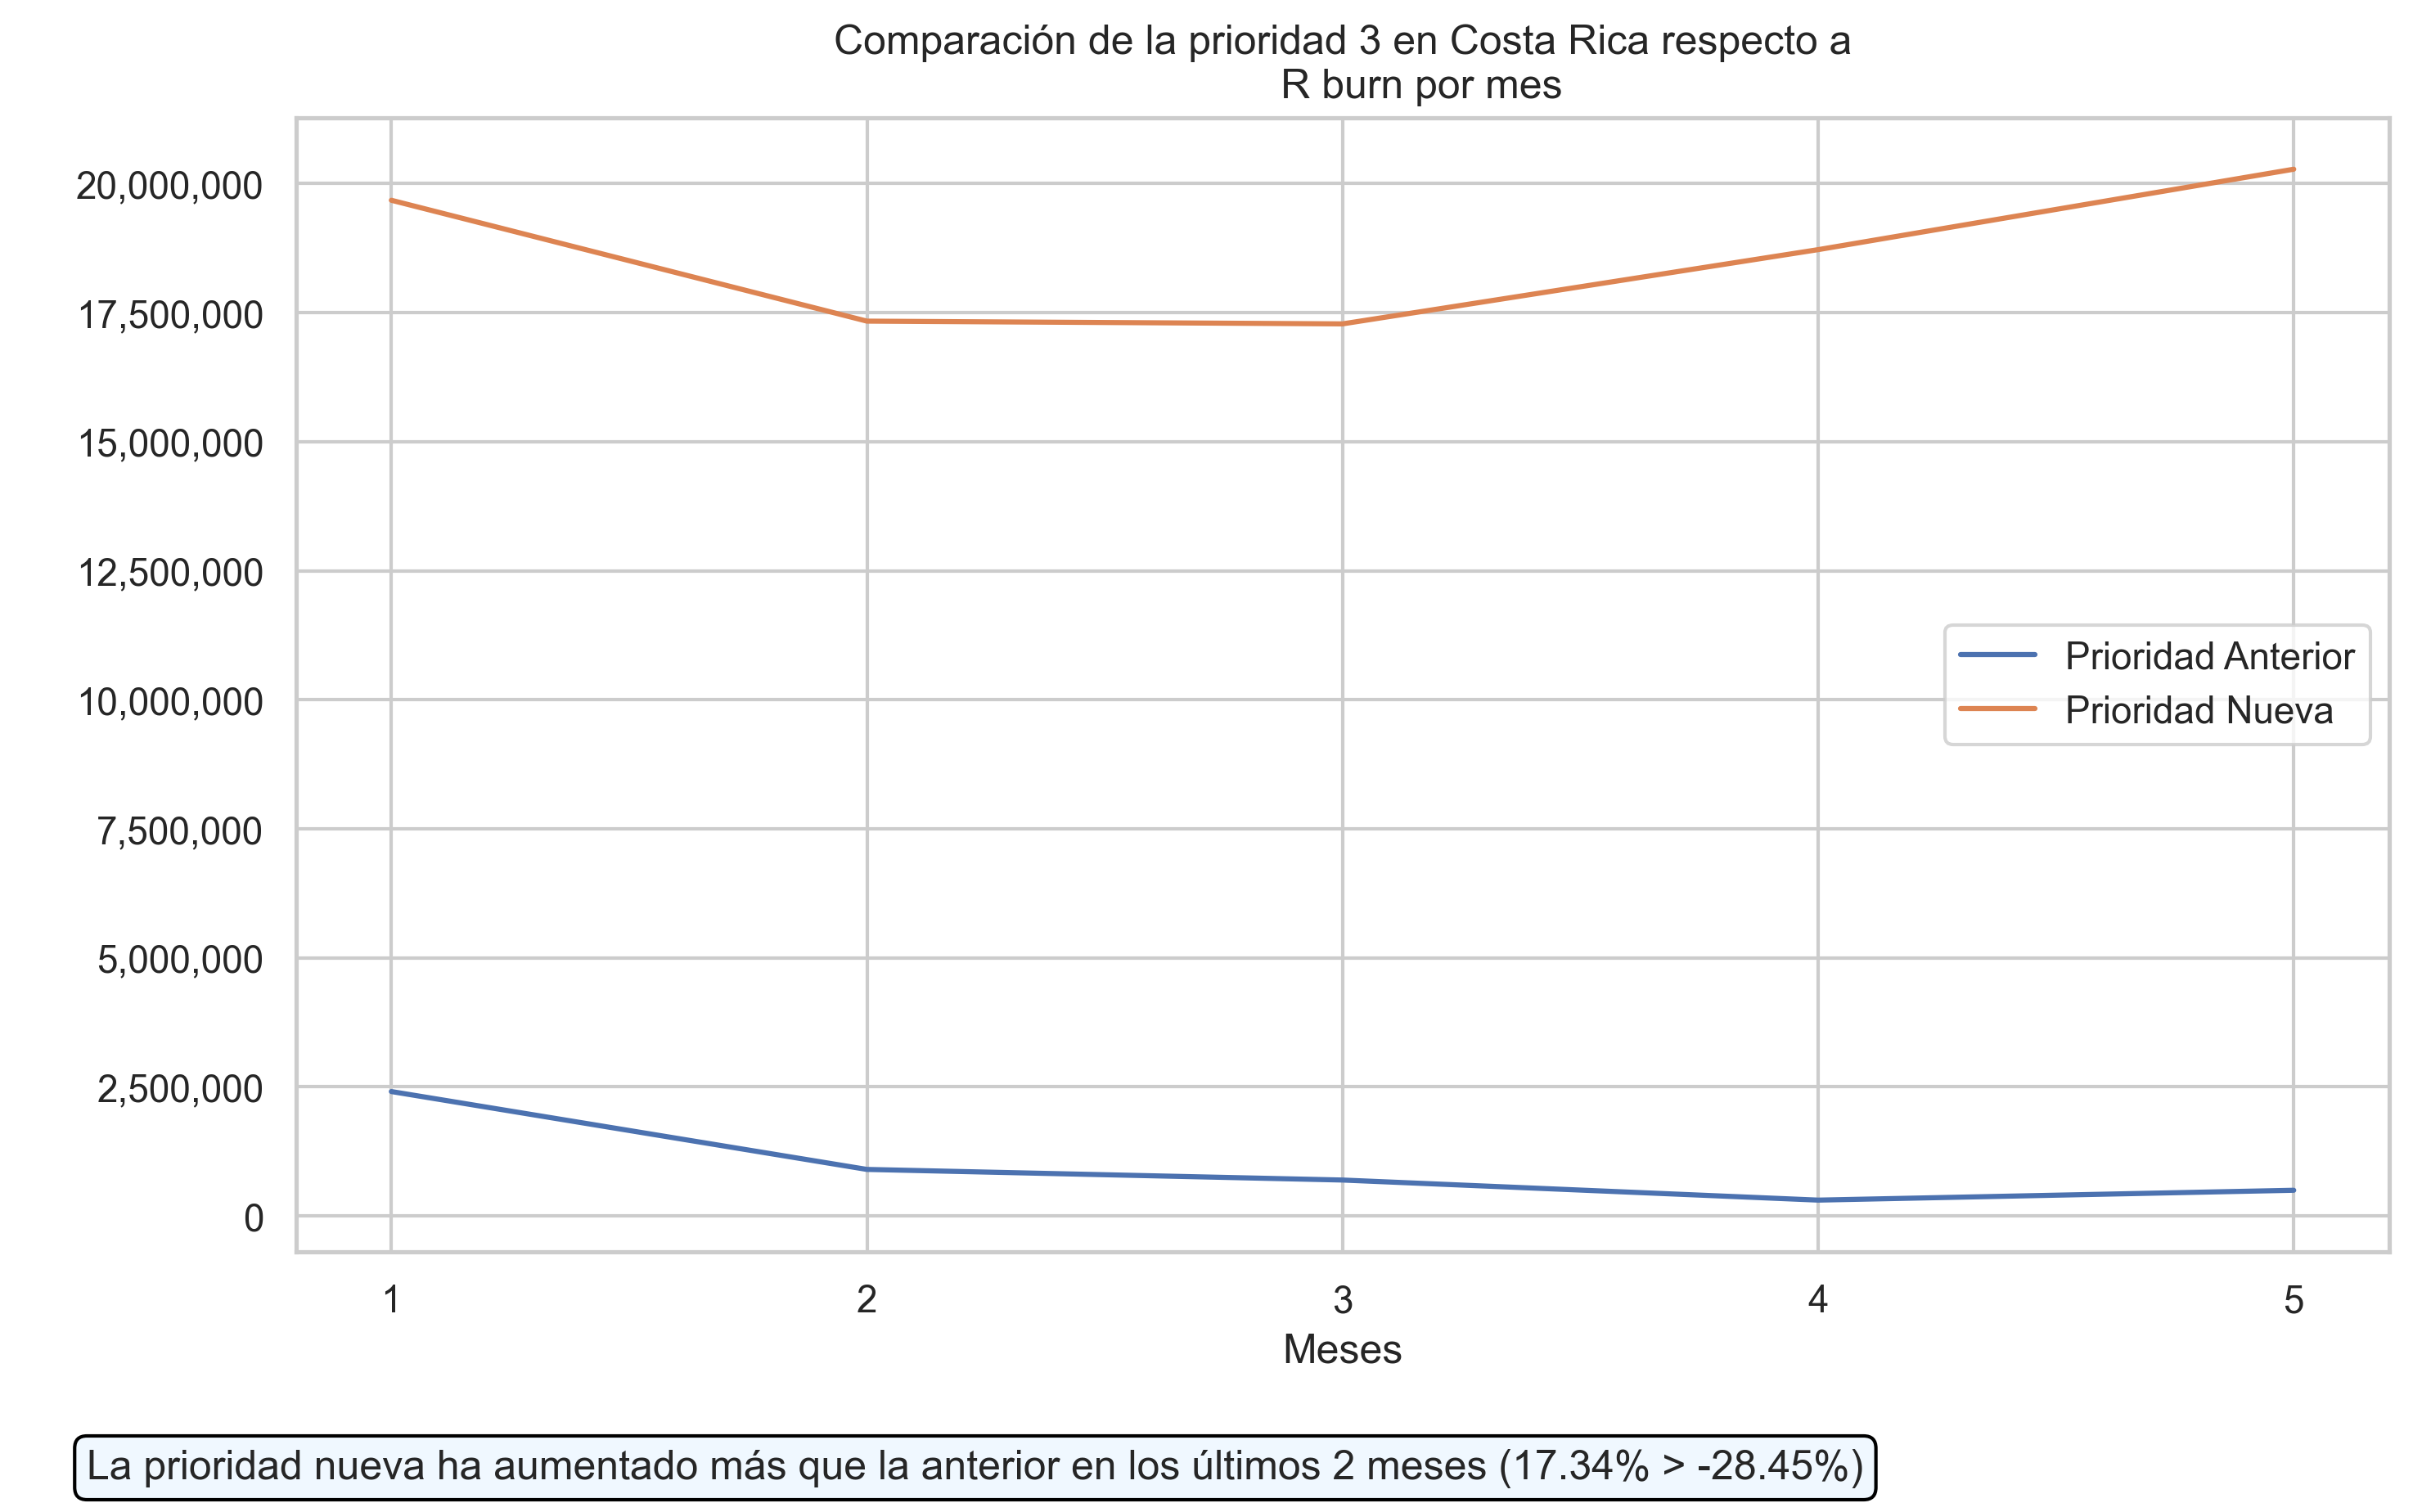 Comparación de la prioridad 3 en Costa Rica respecto a
R burn por mes
20,000,000
17,500,000
15,000,000
12,500,000
10,000,000
7,500,000
5,000,000
2,500,000
0
Prioridad Anterior
Prioridad Nueva
1 2 3 4 5
Meses
La prioridad nueva ha aumentado más que la anterior en los últimos 2 meses (17.34% > -28.45%)